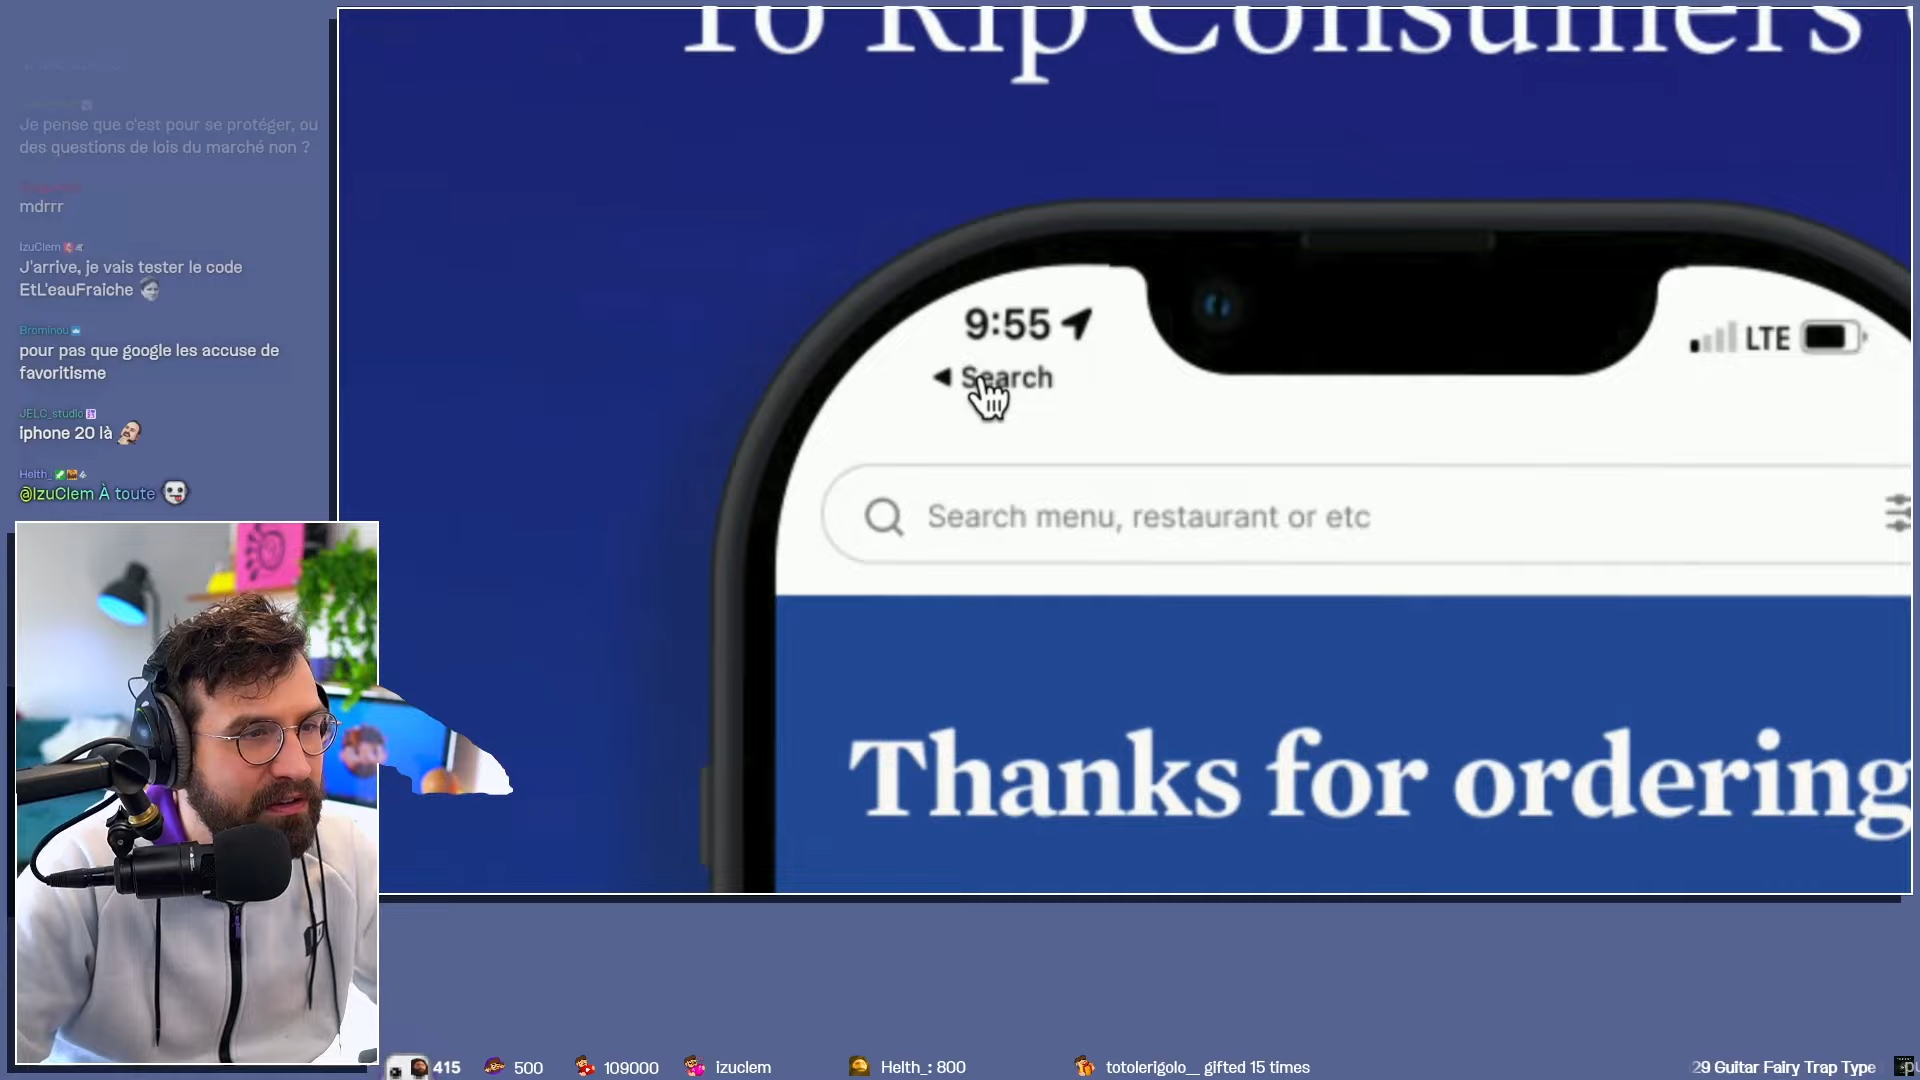 To Rip Consumers
Je pense que c'est pour se protéger, ou
des questions de lois du marché non ?
mdrrr
IzuClem
J'arrive, je vais tester le code
EtL'eauFraiche
Brominou
pour pas que google les accuse de
favoritisme
JELC_studio
iphone 20 là
Helth_
@IzuClem À toute
9:55
LTE
Search
Search menu, restaurant or etc
Thanks for ordering
415
500
109000
izuclem
Helth_: 800
totolerigolo__ gifted 15 times
29 Guitar Fairy Trap Type